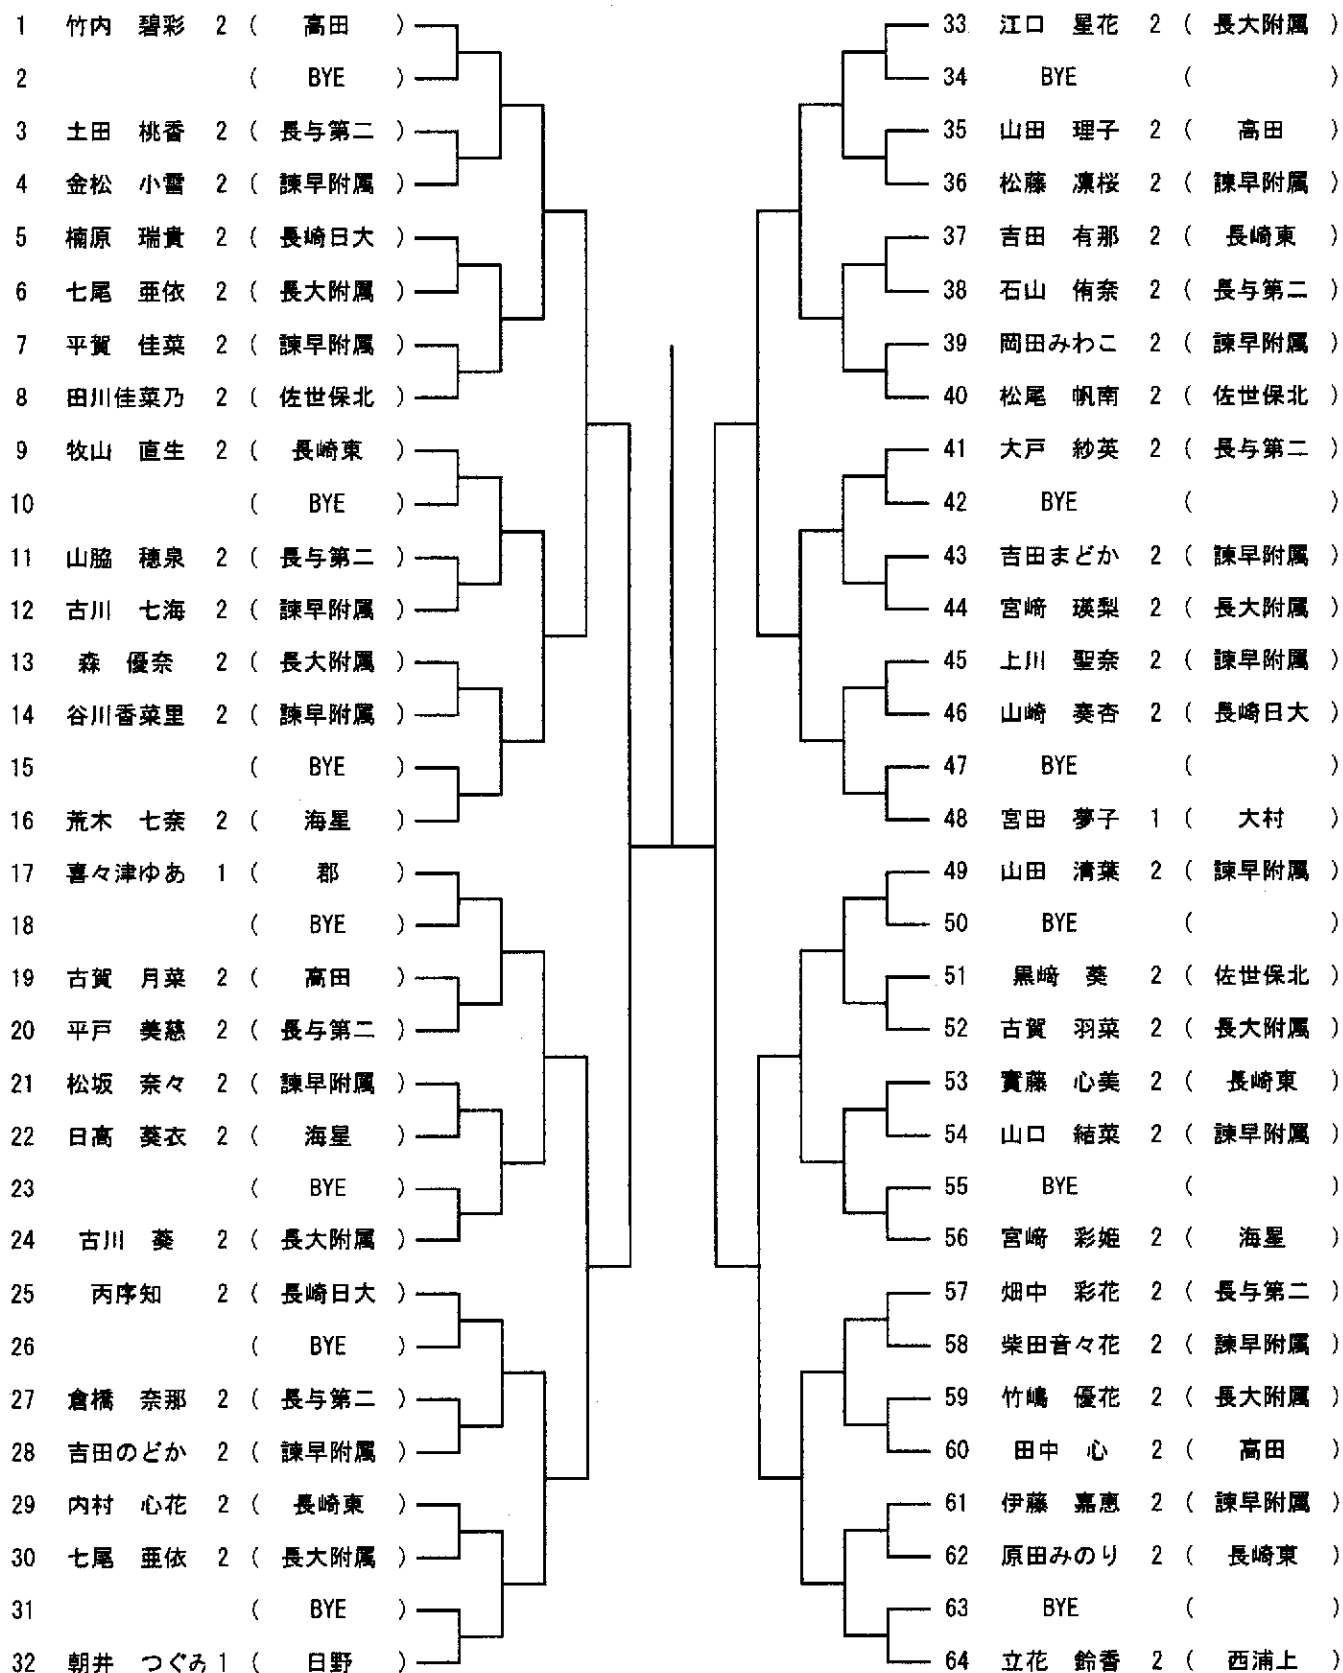 1 竹内 碧彩 2 ( 高田 )
2 ( BYE )
3 土田 桃香 2 ( 長与第二 )
4 金松 小雪 2 ( 諫早附属 )
5 楠原 瑞貴 2 ( 長崎日大 )
6 七尾 亜依 2 ( 長大附属 )
7 平賀 佳菜 2 ( 諫早附属 )
8 田川佳菜乃 2 ( 佐世保北 )
9 牧山 直生 2 ( 長崎東 )
10 ( BYE )
11 山脇 穂泉 2 ( 長与第二 )
12 古川 七海 2 ( 諫早附属 )
13 森 優奈 2 ( 長大附属 )
14 谷川香菜里 2 ( 諫早附属 )
15 ( BYE )
16 荒木 七奈 2 ( 海星 )
17 喜々津ゆあ 1 ( 郡 )
18 ( BYE )
19 古賀 月菜 2 ( 高田 )
20 平戸 美慈 2 ( 長与第二 )
21 松坂 奈々 2 ( 諫早附属 )
22 日高 葵衣 2 ( 海星 )
23 ( BYE )
24 古川 葵 2 ( 長大附属 )
25 丙序知 2 ( 長崎日大 )
26 ( BYE )
27 倉橋 奈那 2 ( 長与第二 )
28 吉田のどか 2 ( 諫早附属 )
29 内村 心花 2 ( 長崎東 )
30 七尾 亜依 2 ( 長大附属 )
31 ( BYE )
32 朝井 つぐみ 1 ( 日野 )
33 江口 星花 2 ( 長大附属 )
34 BYE ( )
35 山田 理子 2 ( 高田 )
36 松藤 凛桜 2 ( 諫早附属 )
37 吉田 有那 2 ( 長崎東 )
38 石山 侑奈 2 ( 長与第二 )
39 岡田みわこ 2 ( 諫早附属 )
40 松尾 帆南 2 ( 佐世保北 )
41 大戸 紗英 2 ( 長与第二 )
42 BYE ( )
43 吉田まどか 2 ( 諫早附属 )
44 宮﨑 瑛梨 2 ( 長大附属 )
45 上川 聖奈 2 ( 諫早附属 )
46 山崎 奏杏 2 ( 長崎日大 )
47 BYE ( )
48 宮田 夢子 1 ( 大村 )
49 山田 清葉 2 ( 諫早附属 )
50 BYE ( )
51 黒﨑 葵 2 ( 佐世保北 )
52 古賀 羽菜 2 ( 長大附属 )
53 實藤 心美 2 ( 長崎東 )
54 山口 結菜 2 ( 諫早附属 )
55 BYE ( )
56 宮﨑 彩姫 2 ( 海星 )
57 畑中 彩花 2 ( 長与第二 )
58 柴田音々花 2 ( 諫早附属 )
59 竹嶋 優花 2 ( 長大附属 )
60 田中 心 2 ( 高田 )
61 伊藤 嘉恵 2 ( 諫早附属 )
62 原田みのり 2 ( 長崎東 )
63 BYE ( )
64 立花 鈴香 2 ( 西浦上 )